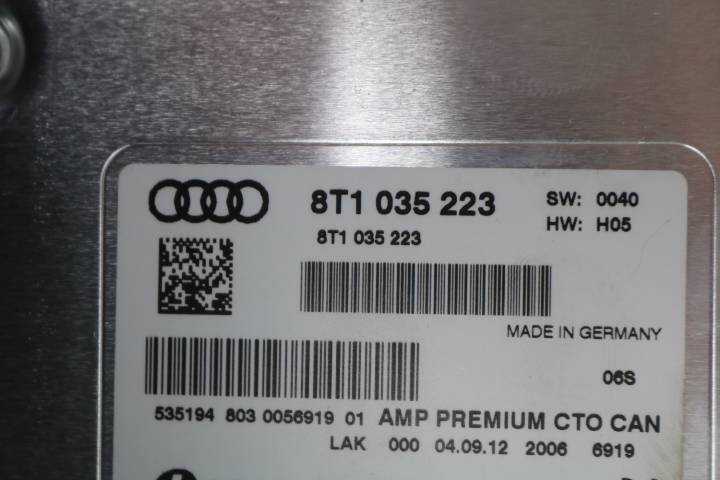 8T1 035 223 SW: 0040
8T1 035 223 HW: H05
MADE IN GERMANY
06S
535194 803 0056919 01 AMP PREMIUM CTO CAN
LAK 000 04.09.12 2006 6919